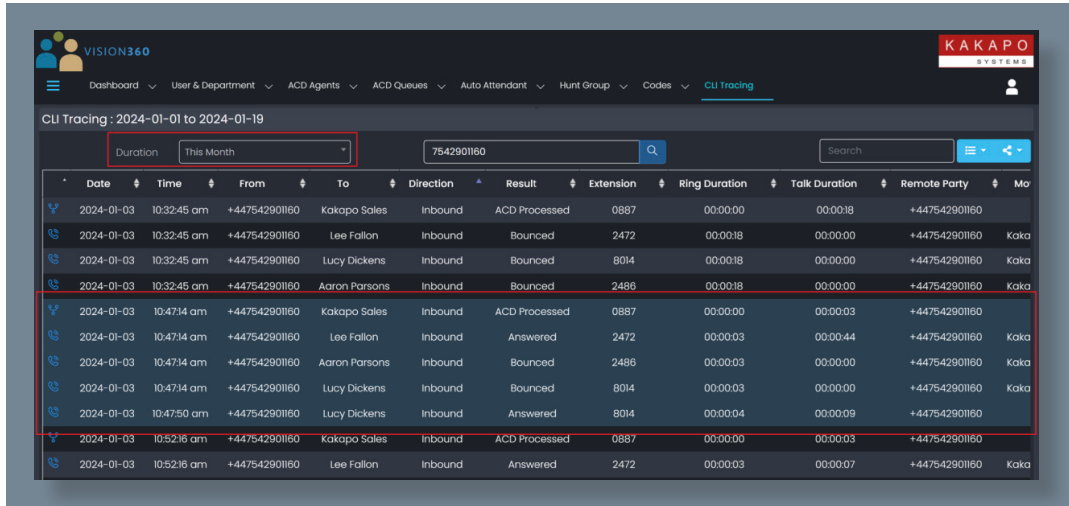 VISION360
KAKAPO
SYSTEMS
Dashboard User & Department ACD Agents ACD Queues Auto Attendant Hunt Group Codes CLI Tracing
CLI Tracing : 2024-01-01 to 2024-01-19
Duration This Month 7542901160 Search
Date Time From To Direction Result Extension Ring Duration Talk Duration Remote Party Mo
2024-01-03 10:32:45 am +447542901160 Kakapo Sales Inbound ACD Processed 0887 00:00:00 00:00:18 +447542901160
2024-01-03 10:32:45 am +447542901160 Lee Fallon Inbound Bounced 2472 00:00:18 00:00:00 +447542901160 Kaka
2024-01-03 10:32:45 am +447542901160 Lucy Dickens Inbound Bounced 8014 00:00:18 00:00:00 +447542901160 Kaka
2024-01-03 10:32:45 am +447542901160 Aaron Parsons Inbound Bounced 2486 00:00:18 00:00:00 +447542901160 Kaka
2024-01-03 10:47:14 am +447542901160 Kakapo Sales Inbound ACD Processed 0887 00:00:00 00:00:03 +447542901160
2024-01-03 10:47:14 am +447542901160 Lee Fallon Inbound Answered 2472 00:00:03 00:00:44 +447542901160 Kaka
2024-01-03 10:47:14 am +447542901160 Aaron Parsons Inbound Bounced 2486 00:00:03 00:00:00 +447542901160 Kaka
2024-01-03 10:47:14 am +447542901160 Lucy Dickens Inbound Bounced 8014 00:00:03 00:00:00 +447542901160 Kaka
2024-01-03 10:47:50 am +447542901160 Lucy Dickens Inbound Answered 8014 00:00:04 00:00:09 +447542901160
2024-01-03 10:52:16 am +447542901160 Kakapo Sales Inbound ACD Processed 0887 00:00:00 00:00:03 +447542901160
2024-01-03 10:52:16 am +447542901160 Lee Fallon Inbound Answered 2472 00:00:03 00:00:07 +447542901160 Kaka